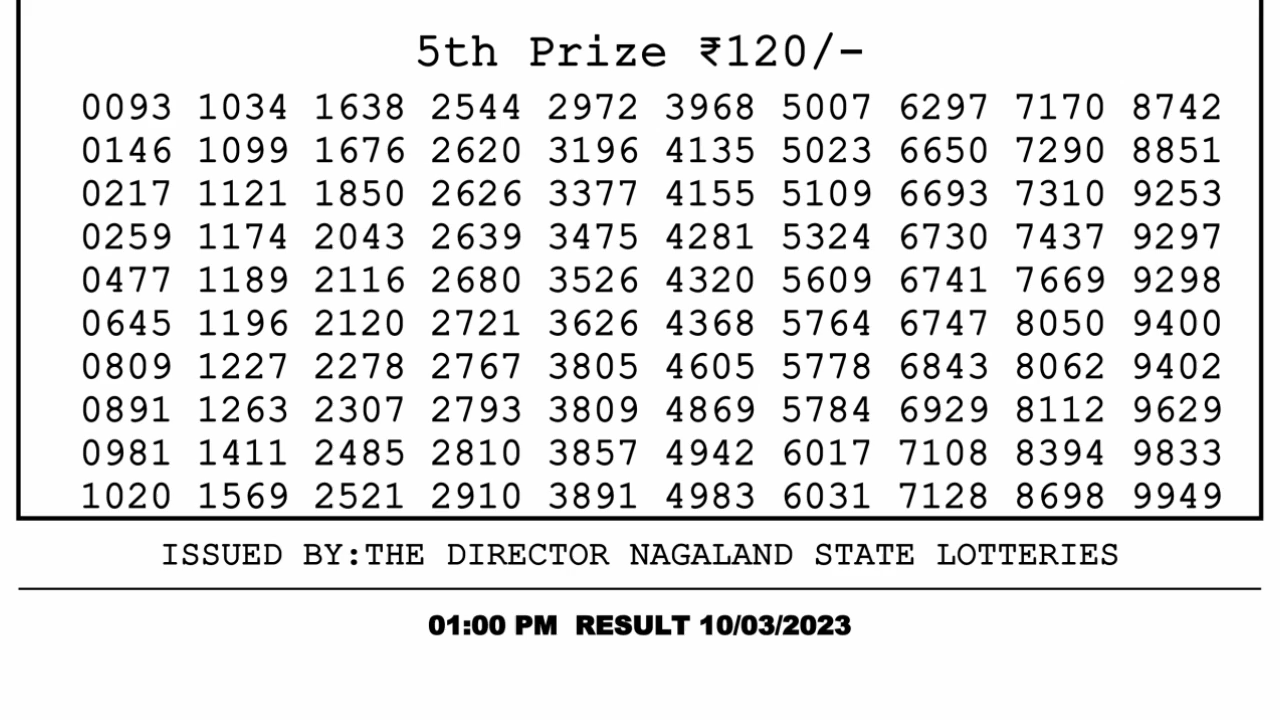 5th Prize ₹120/-
0093 1034 1638 2544 2972 3968 5007 6297 7170 8742
0146 1099 1676 2620 3196 4135 5023 6650 7290 8851
0217 1121 1850 2626 3377 4155 5109 6693 7310 9253
0259 1174 2043 2639 3475 4281 5324 6730 7437 9297
0477 1189 2116 2680 3526 4320 5609 6741 7669 9298
0645 1196 2120 2721 3626 4368 5764 6747 8050 9400
0809 1227 2278 2767 3805 4605 5778 6843 8062 9402
0891 1263 2307 2793 3809 4869 5784 6929 8112 9629
0981 1411 2485 2810 3857 4942 6017 7108 8394 9833
1020 1569 2521 2910 3891 4983 6031 7128 8698 9949
ISSUED BY:THE DIRECTOR NAGALAND STATE LOTTERIES
01:00 PM RESULT 10/03/2023